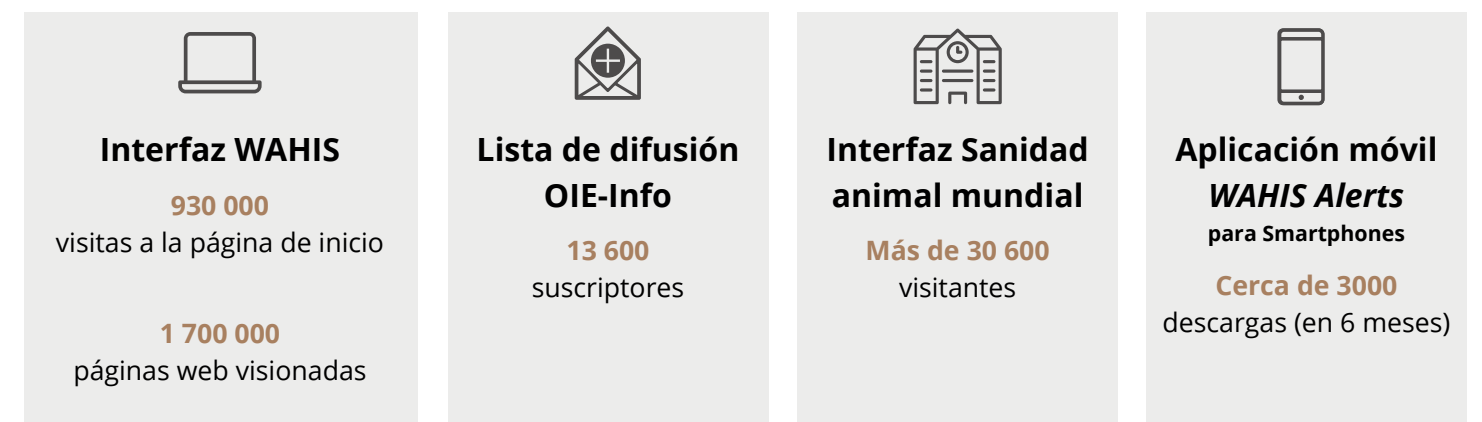 Interfaz WAHIS
930 000
visitas a la página de inicio
1 700 000
páginas web visionadas
Lista de difusión
OIE-Info
13 600
suscriptores
Interfaz Sanidad
animal mundial
Más de 30 600
visitantes
Aplicación móvil
WAHIS Alerts
para Smartphones
Cerca de 3000
descargas (en 6 meses)